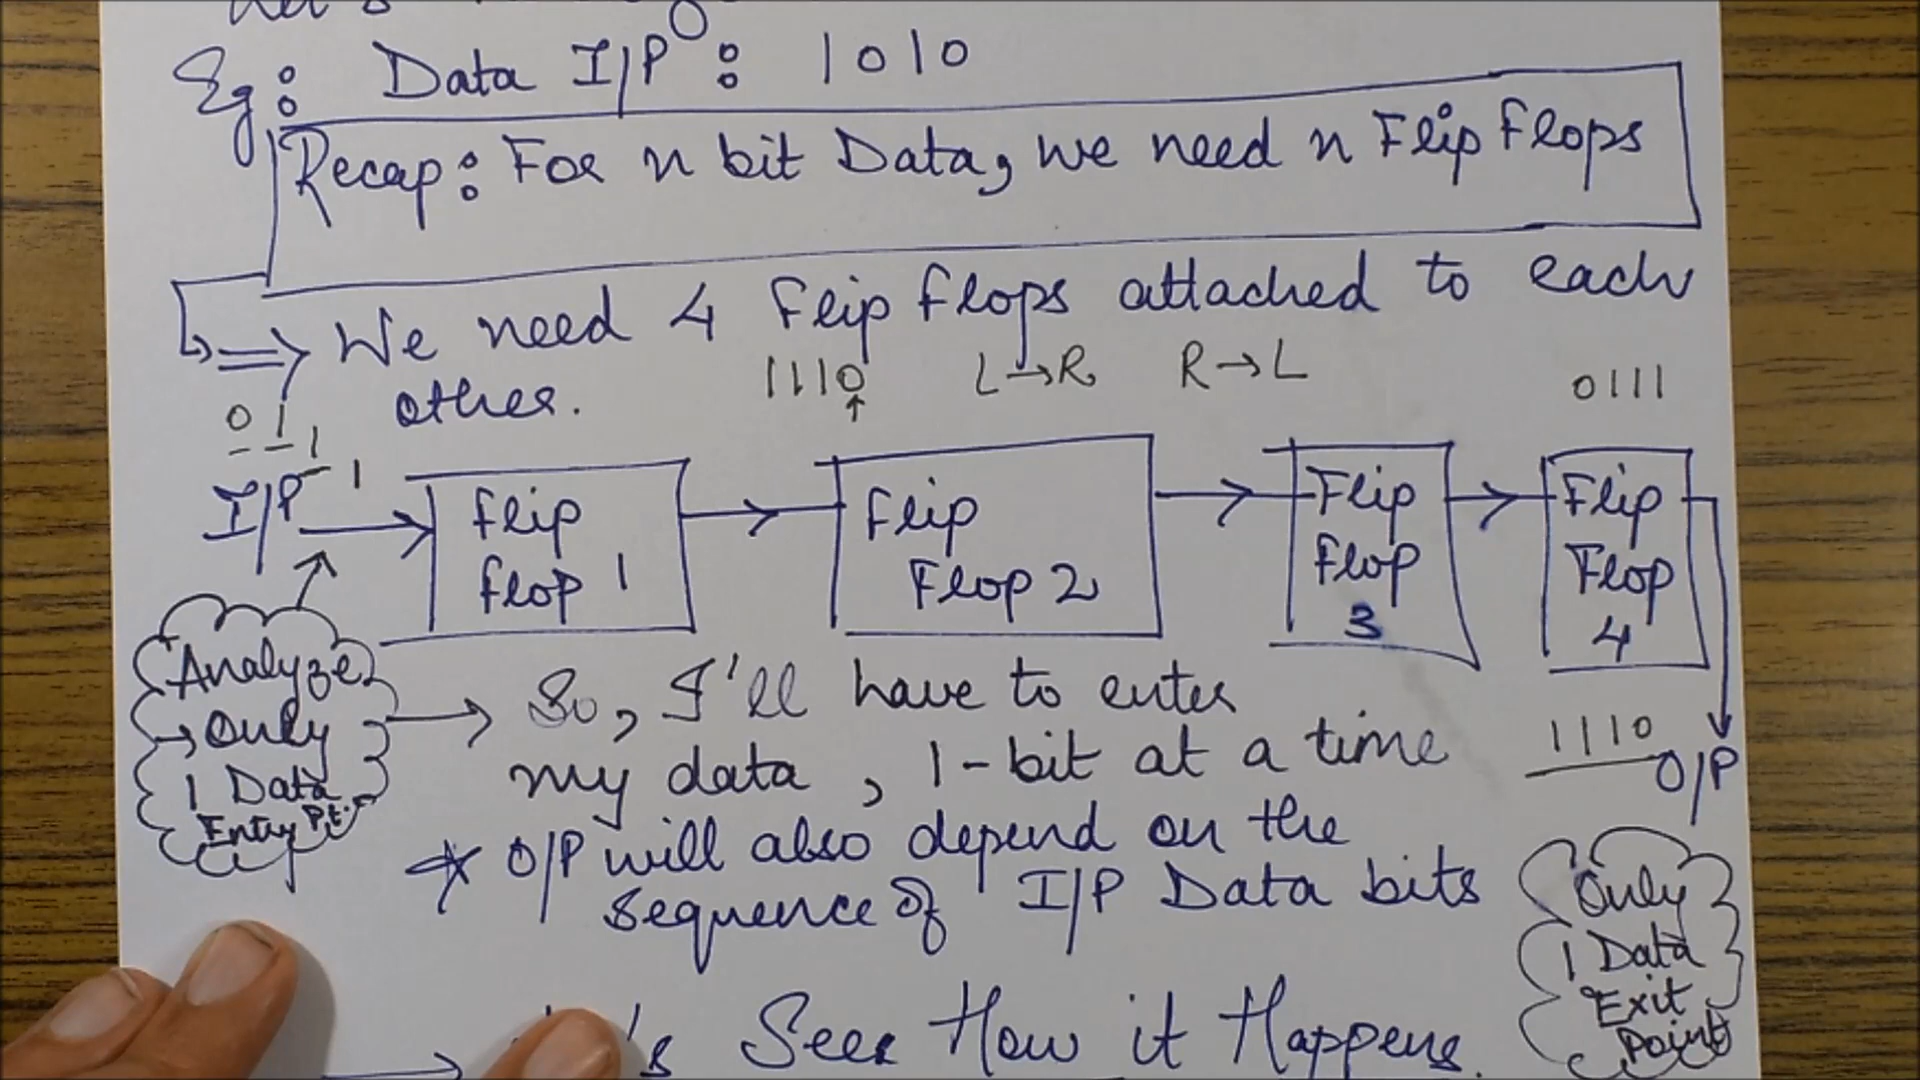 Eg: Data I/P: 1010
Recap: For n bit Data, we need n Flip Flops
=> We need 4 Flip Flops attached to each
other.
1110 L→R R→L 0111
0 1 1 1
I/P
Flip
Flop 1
Flip
Flop 2
Flip
Flop
3
Flip
Flop
4
1110
O/P
Analyze
→ Only
1 Data
Entry Pt.
→ So, I'll have to enter
my data, 1-bit at a time
* O/P will also depend on the
sequence of I/P Data bits
Only
1 Data
Exit
Point
's See How it Happens.